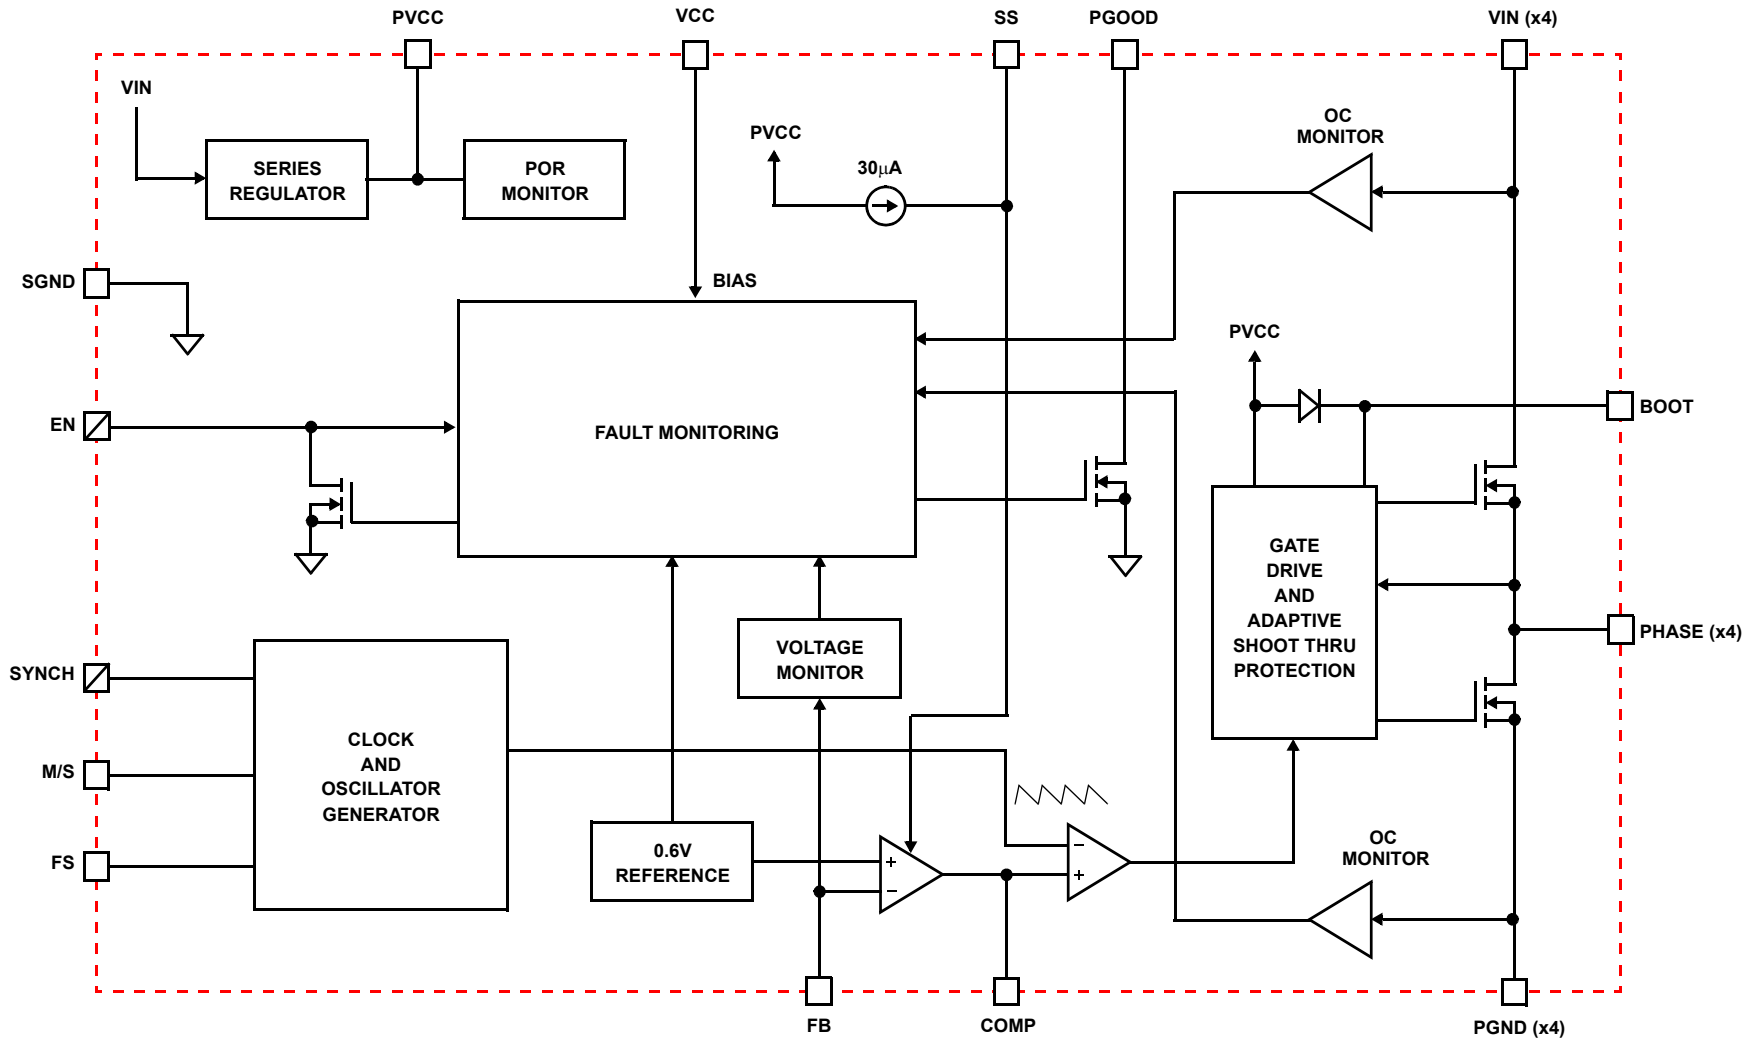 PVCC
VCC
SS
PGOOD
VIN (x4)
VIN
SERIES
REGULATOR
POR
MONITOR
PVCC
30μA
OC
MONITOR
SGND
BIAS
PVCC
BOOT
EN
FAULT MONITORING
GATE
DRIVE
AND
ADAPTIVE
SHOOT THRU
PROTECTION
PHASE (x4)
VOLTAGE
MONITOR
SYNCH
M/S
FS
CLOCK
AND
OSCILLATOR
GENERATOR
0.6V
REFERENCE
+
−
−
+
OC
MONITOR
FB
COMP
PGND (x4)